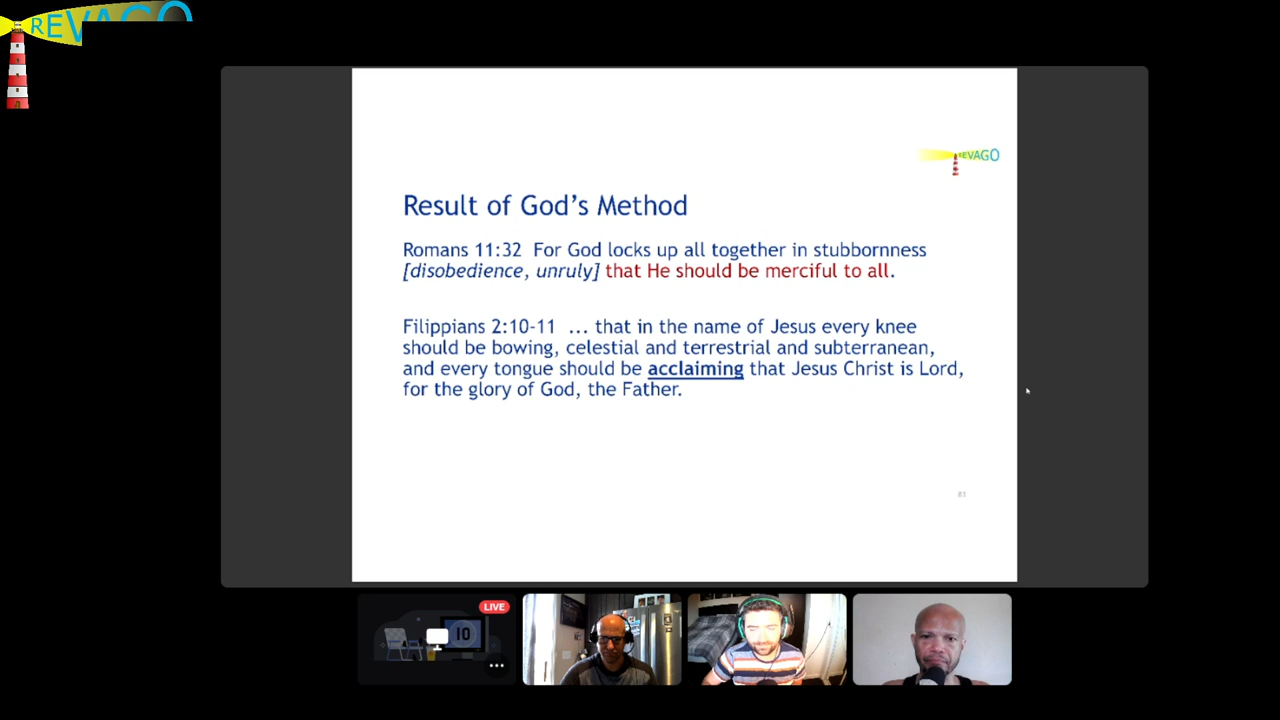 REVAGO
REVAGO
Result of God's Method
Romans 11:32 For God locks up all together in stubbornness
[disobedience, unruly] that He should be merciful to all.
Filippians 2:10-11 ... that in the name of Jesus every knee
should be bowing, celestial and terrestrial and subterranean,
and every tongue should be acclaiming that Jesus Christ is Lord,
for the glory of God, the Father.
83
LIVE
10